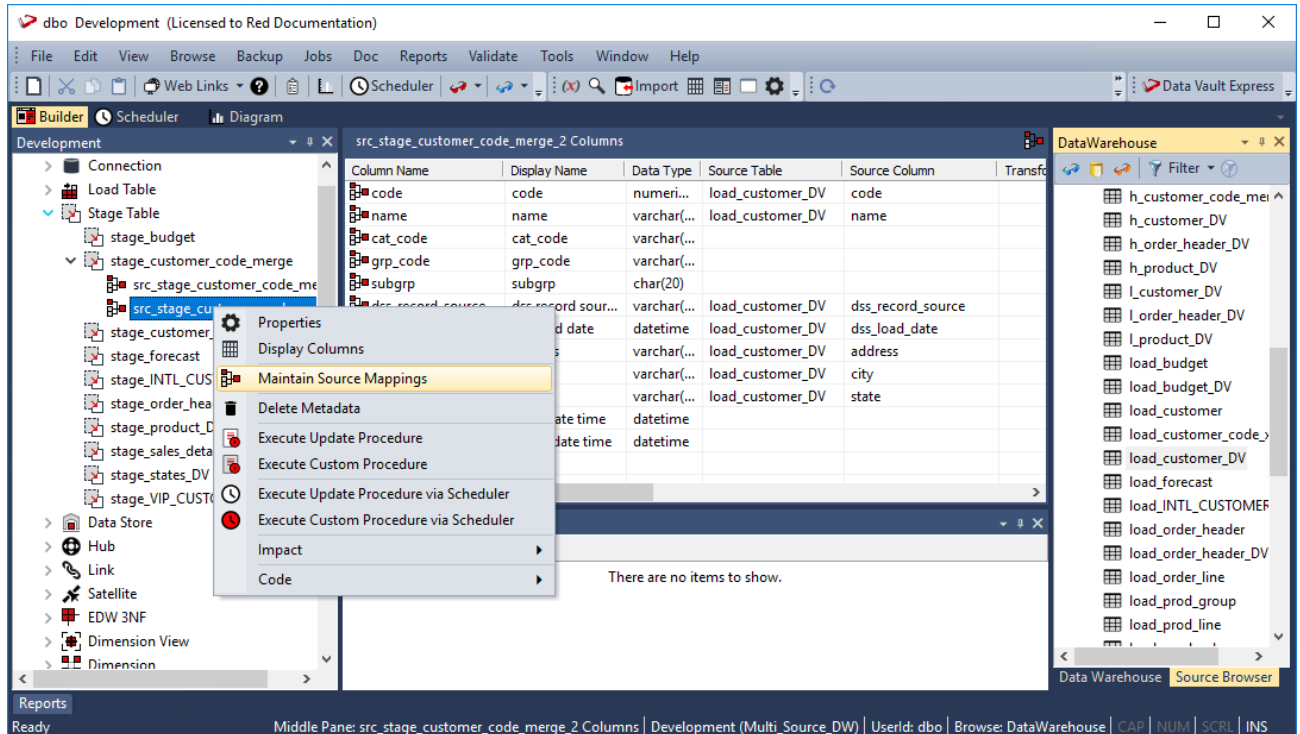 dbo Development (Licensed to Red Documentation)
File Edit View Browse Backup Jobs Doc Reports Validate Tools Window Help
Web Links Scheduler (x) Import Data Vault Express
Builder Scheduler Diagram
Development
Connection
Load Table
Stage Table
stage_budget
stage_customer_code_merge
src_stage_customer_code_me
src_stage_cu
stage_customer_
stage_forecast
stage_INTL_CUS
stage_order_hea
stage_product_D
stage_sales_deta
stage_states_DV
stage_VIP_CUST
Data Store
Hub
Link
Satellite
EDW 3NF
Dimension View
Dimension
Properties
Display Columns
Maintain Source Mappings
Delete Metadata
Execute Update Procedure
Execute Custom Procedure
Execute Update Procedure via Scheduler
Execute Custom Procedure via Scheduler
Impact
Code
src_stage_customer_code_merge_2 Columns
Column Name Display Name Data Type Source Table Source Column Transfo
code code numeri... load_customer_DV code
name name varchar(... load_customer_DV name
cat_code cat_code varchar(...
grp_code grp_code varchar(...
subgrp subgrp char(20)
dss_record_source dss record sour... varchar(... load_customer_DV dss_record_source
d date datetime load_customer_DV dss_load_date
varchar(... load_customer_DV address
varchar(... load_customer_DV city
varchar(... load_customer_DV state
ate time datetime
date time datetime
There are no items to show.
DataWarehouse
Filter
h_customer_code_mer
h_customer_DV
h_order_header_DV
h_product_DV
l_customer_DV
l_order_header_DV
l_product_DV
load_budget
load_budget_DV
load_customer
load_customer_code_x
load_customer_DV
load_forecast
load_INTL_CUSTOMER
load_order_header
load_order_header_DV
load_order_line
load_prod_group
load_prod_line
Data Warehouse Source Browser
Reports
Ready Middle Pane: src_stage_customer_code_merge_2 Columns Development (Multi_Source_DW) UserId: dbo Browse: DataWarehouse CAP NUM SCRL INS